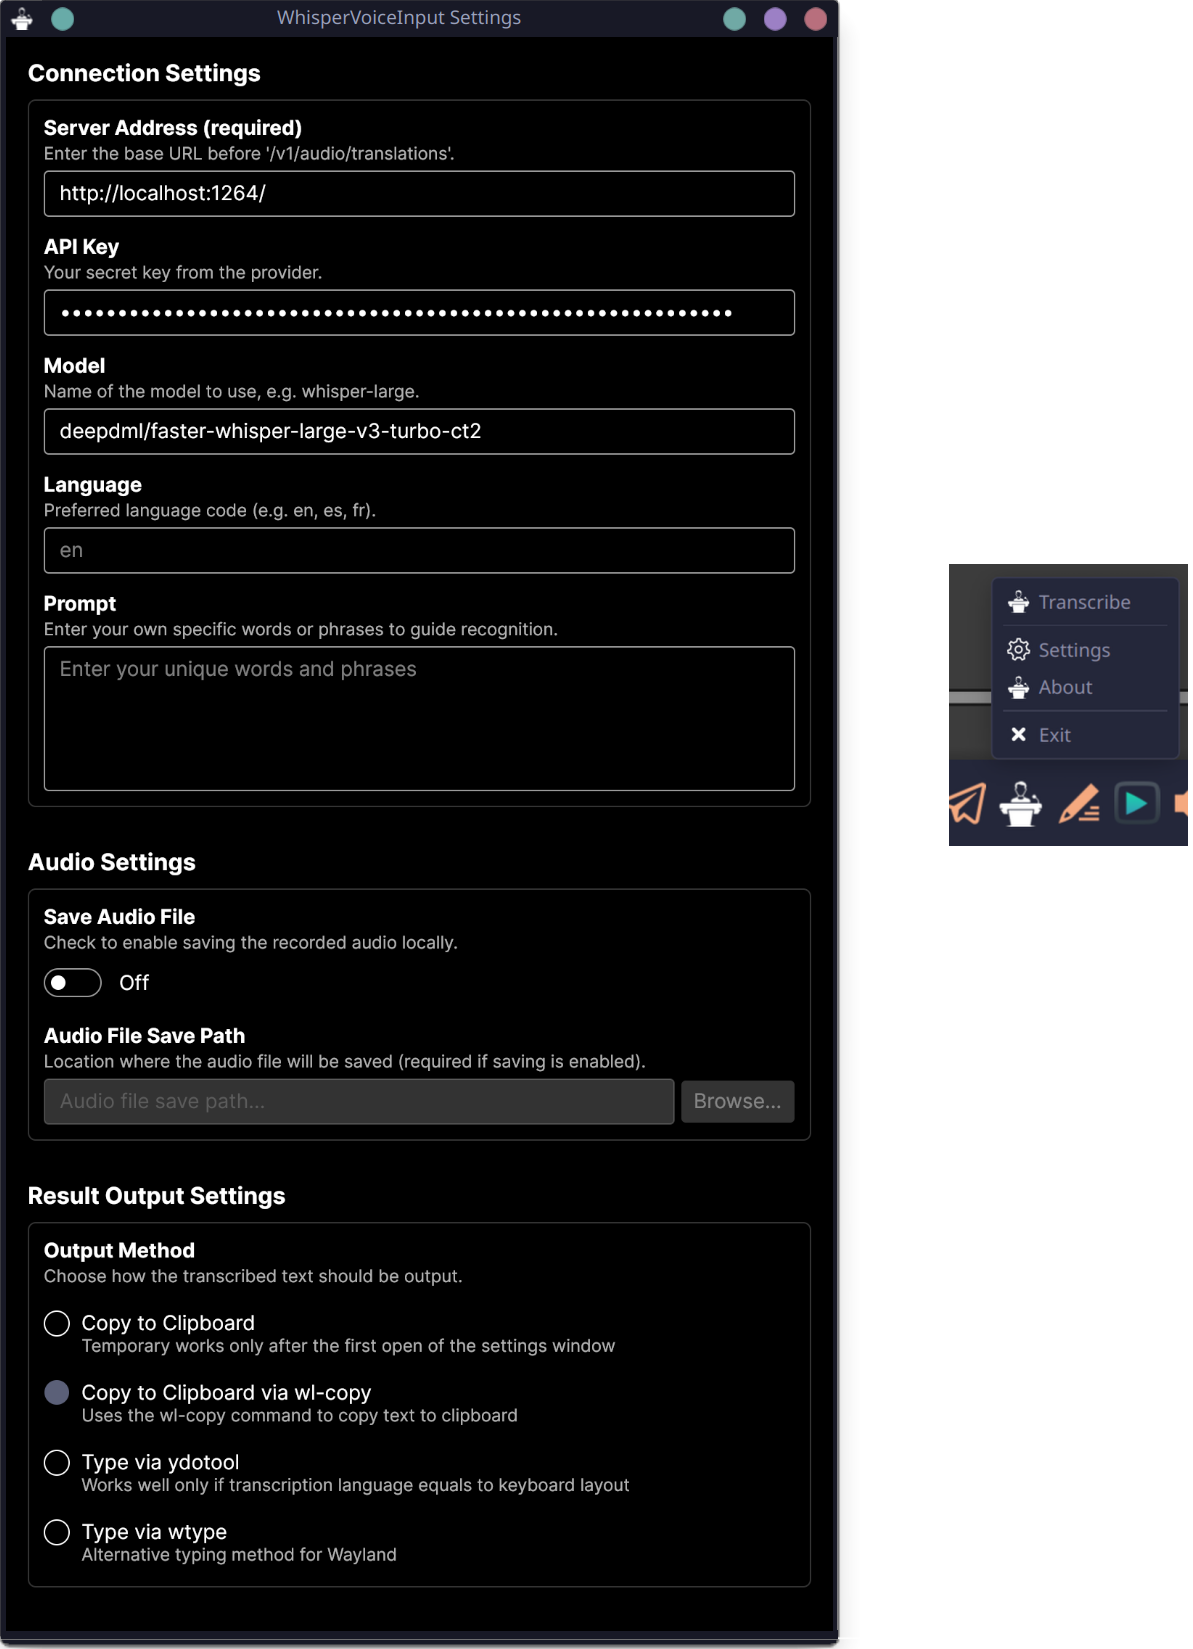 WhisperVoiceInput Settings
Connection Settings
Server Address (required)
Enter the base URL before '/v1/audio/translations'.
http://localhost:1264/
API Key
Your secret key from the provider.
••••••••••••••••••••••••••••••••••••••••••••••••••••••••••••
Model
Name of the model to use, e.g. whisper-large.
deepdml/faster-whisper-large-v3-turbo-ct2
Language
Preferred language code (e.g. en, es, fr).
en
Prompt
Enter your own specific words or phrases to guide recognition.
Enter your unique words and phrases
Audio Settings
Save Audio File
Check to enable saving the recorded audio locally.
Off
Audio File Save Path
Location where the audio file will be saved (required if saving is enabled).
Audio file save path...
Browse...
Result Output Settings
Output Method
Choose how the transcribed text should be output.
Copy to Clipboard
Temporary works only after the first open of the settings window
Copy to Clipboard via wl-copy
Uses the wl-copy command to copy text to clipboard
Type via ydotool
Works well only if transcription language equals to keyboard layout
Type via wtype
Alternative typing method for Wayland
Transcribe
Settings
About
Exit